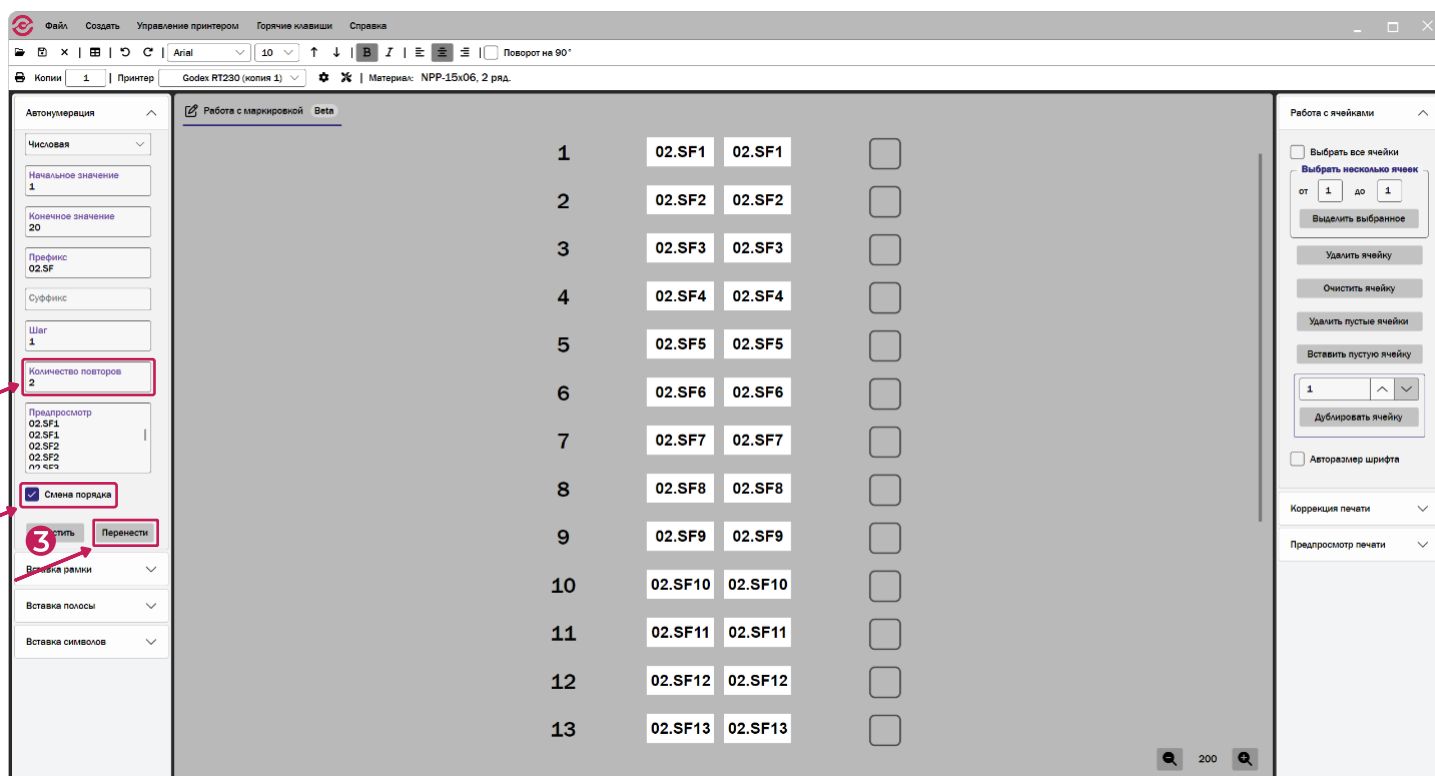 Файл Создать Управление принтером Горячие клавиши Справка
Arial 10 B I Поворот на 90°
Копии 1 Принтер Godex RT230 (копия 1) Материал: NPP-15x06, 2 ряд.
Автонумерация
Числовая
Начальное значение
1
Конечное значение
20
Префикс
02.SF
Суффикс
Шаг
1
Количество повторов
2
Предпросмотр
02.SF1
02.SF1
02.SF2
02.SF2
02.SF3
Смена порядка
3 стить Перенести
Вставка рамки
Вставка полосы
Вставка символов
Работа с маркировкой Beta
1 02.SF1 02.SF1
2 02.SF2 02.SF2
3 02.SF3 02.SF3
4 02.SF4 02.SF4
5 02.SF5 02.SF5
6 02.SF6 02.SF6
7 02.SF7 02.SF7
8 02.SF8 02.SF8
9 02.SF9 02.SF9
10 02.SF10 02.SF10
11 02.SF11 02.SF11
12 02.SF12 02.SF12
13 02.SF13 02.SF13
200
Работа с ячейками
Выбрать все ячейки
Выбрать несколько ячеек
от 1 до 1
Выделить выбранное
Удалить ячейку
Очистить ячейку
Удалить пустые ячейки
Вставить пустую ячейку
1
Дублировать ячейку
Авторазмер шрифта
Коррекция печати
Предпросмотр печати